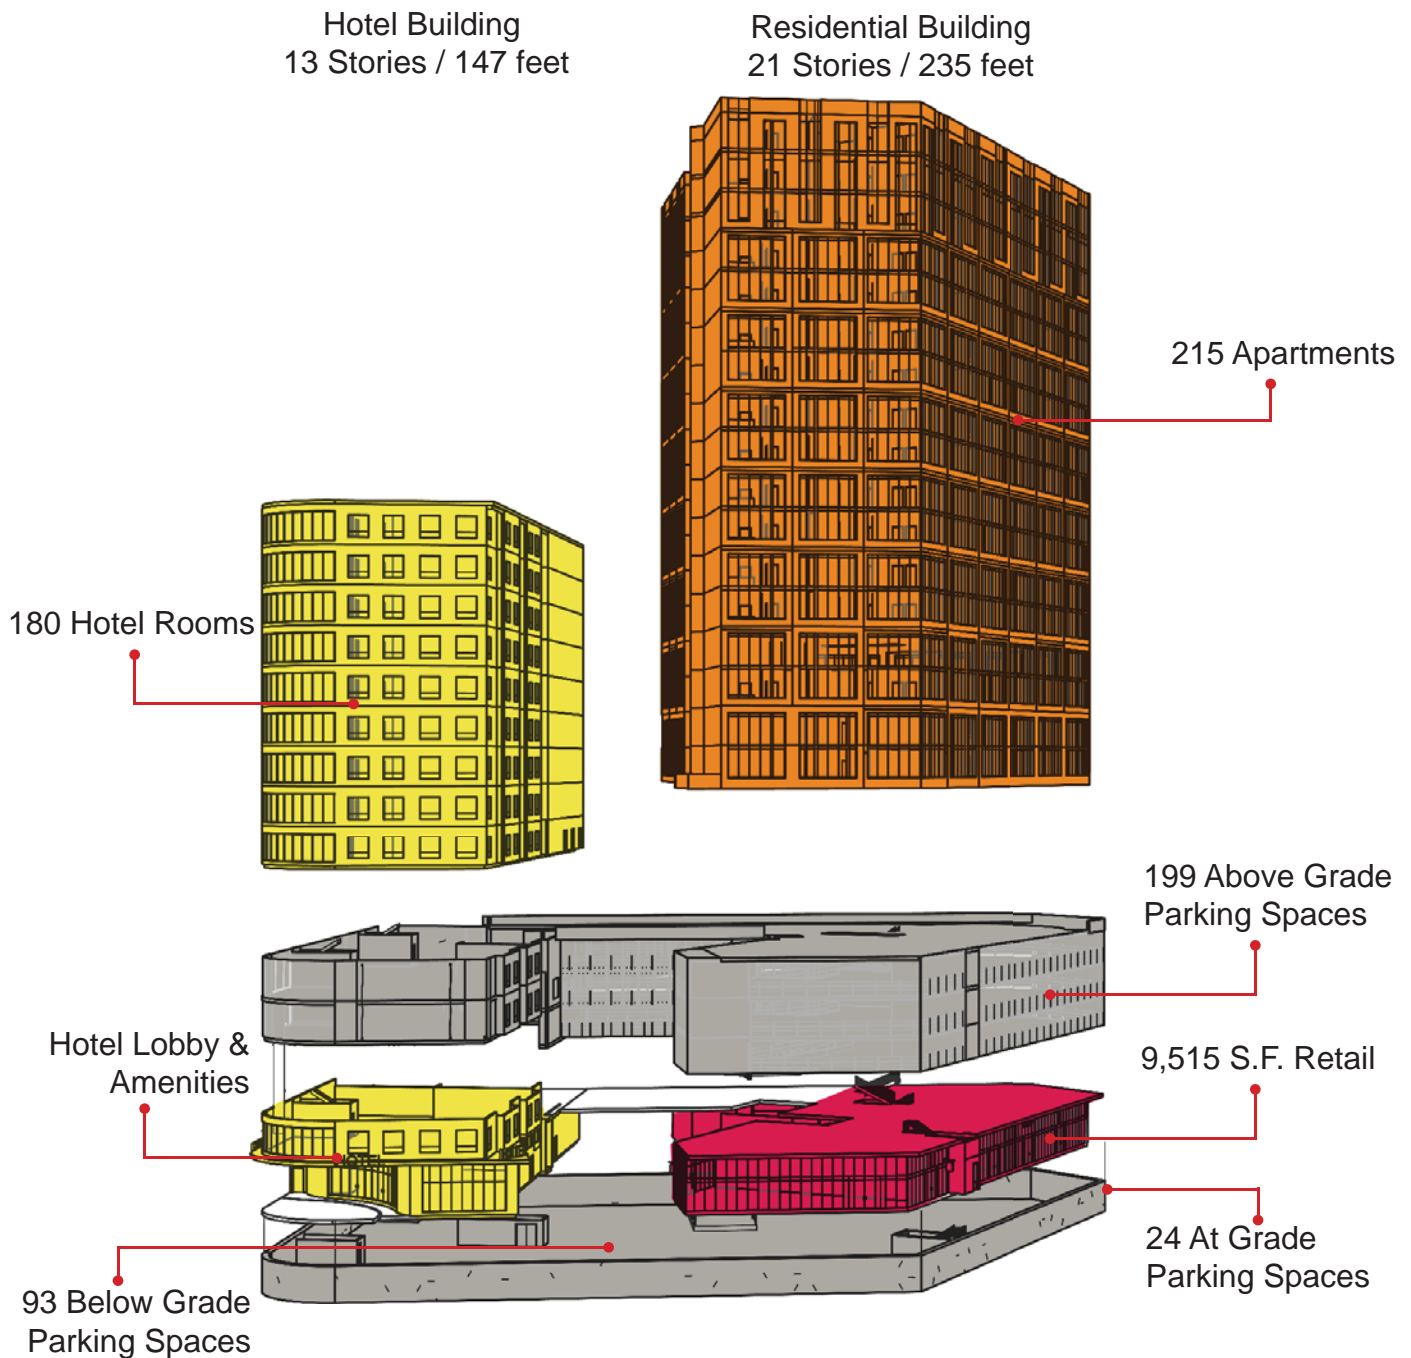 Hotel Building
13 Stories / 147 feet
Residential Building
21 Stories / 235 feet
215 Apartments
180 Hotel Rooms
199 Above Grade
Parking Spaces
Hotel Lobby &
Amenities
9,515 S.F. Retail
24 At Grade
Parking Spaces
93 Below Grade
Parking Spaces